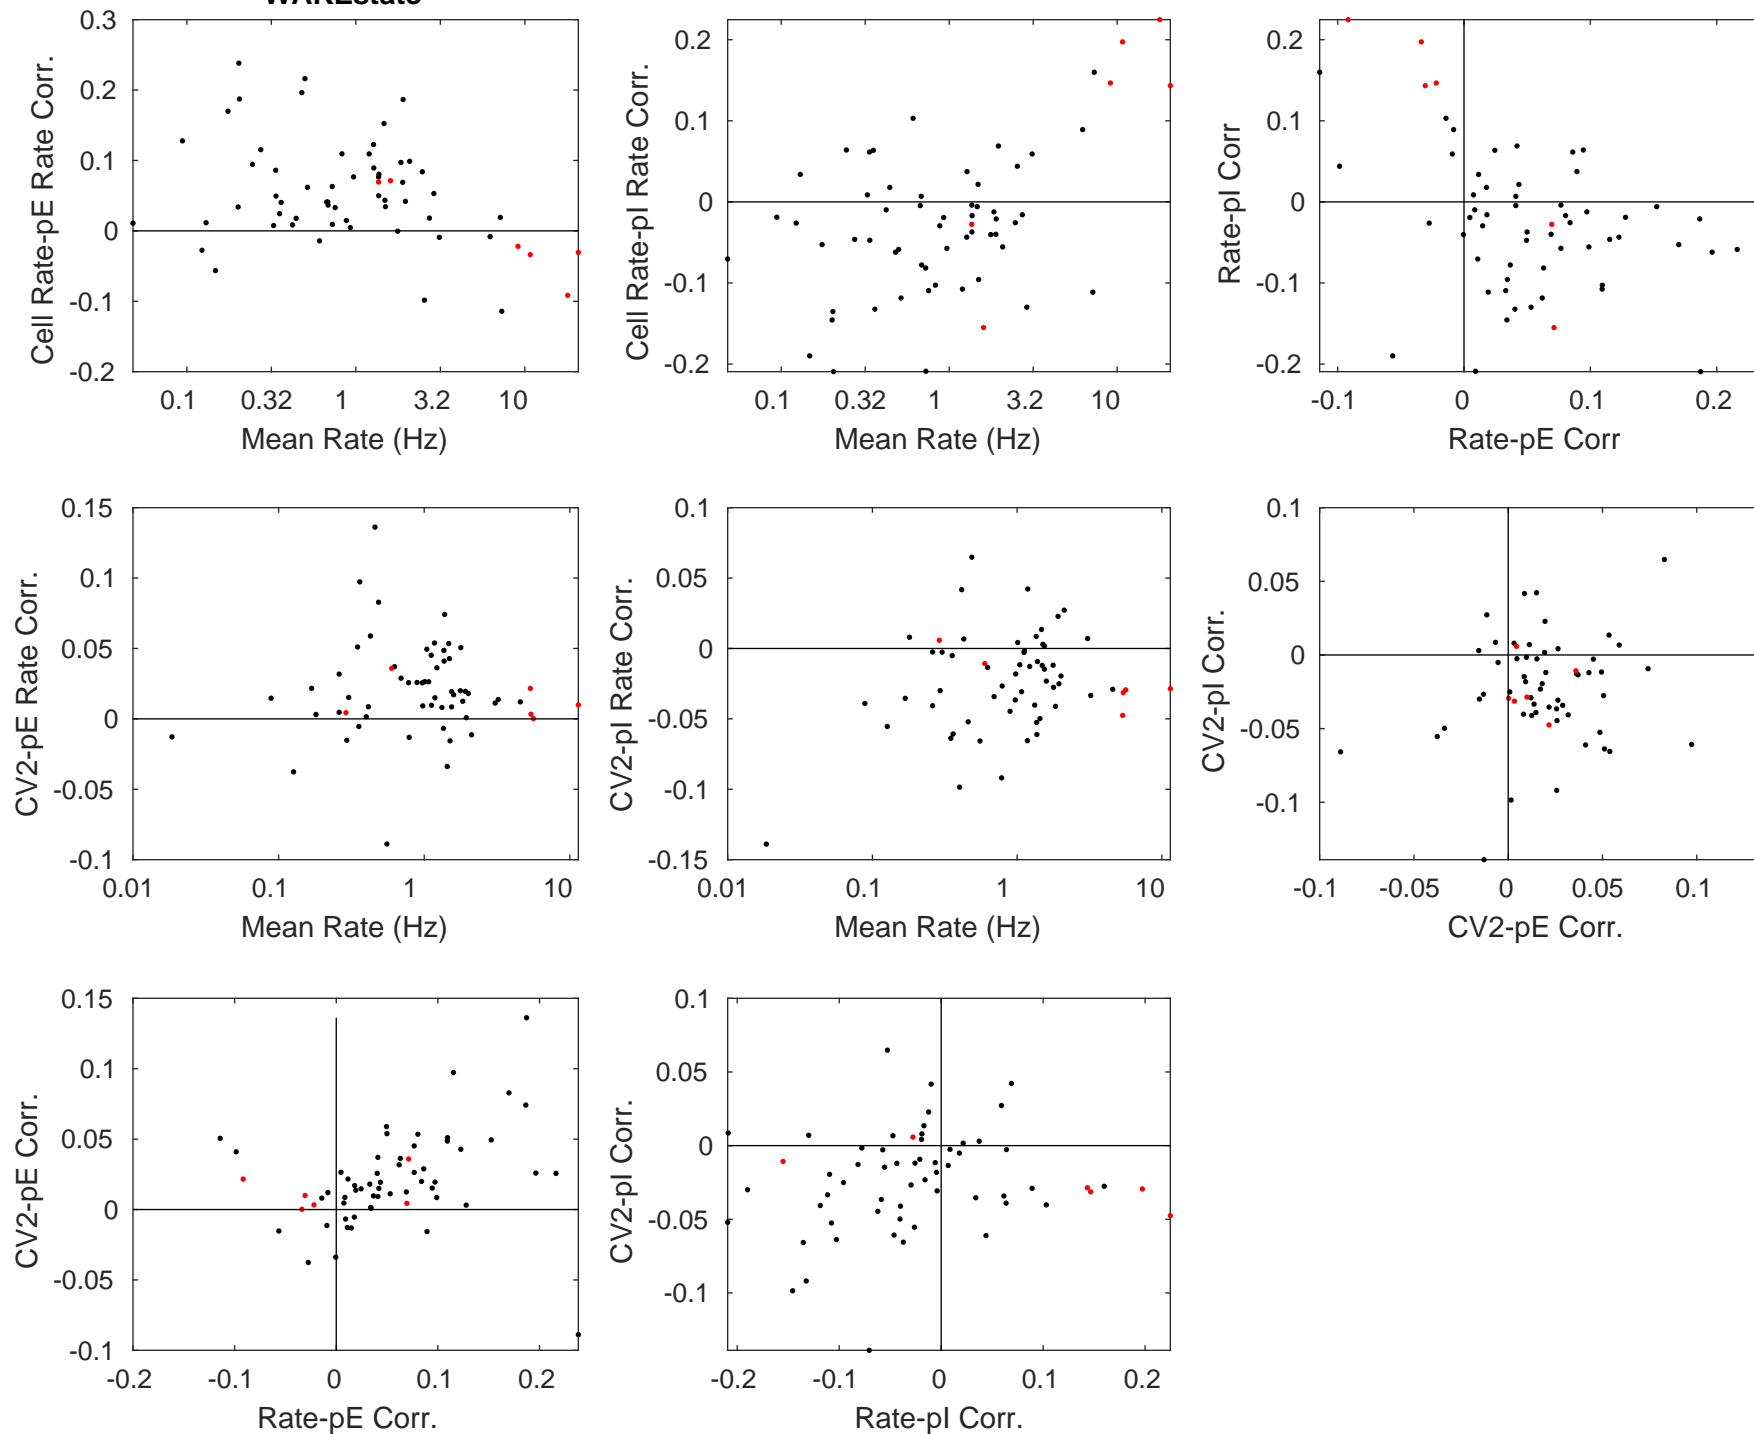 WAKEstate
0.3
0.2
0.1
0
-0.1
-0.2
Cell Rate-pE Rate Corr.
0.1 0.32 1 3.2 10
Mean Rate (Hz)
0.2
0.1
0
-0.1
-0.2
Cell Rate-pI Rate Corr.
0.1 0.32 1 3.2 10
Mean Rate (Hz)
0.2
0.1
0
-0.1
-0.2
Rate-pI Corr
-0.1 0 0.1 0.2
Rate-pE Corr
0.15
0.1
0.05
0
-0.05
-0.1
CV2-pE Rate Corr.
0.01 0.1 1 10
Mean Rate (Hz)
0.1
0.05
0
-0.05
-0.1
-0.15
CV2-pI Rate Corr.
0.01 0.1 1 10
Mean Rate (Hz)
0.1
0.05
0
-0.05
-0.1
CV2-pI Corr.
-0.1 -0.05 0 0.05 0.1
CV2-pE Corr.
0.15
0.1
0.05
0
-0.05
-0.1
CV2-pE Corr.
-0.2 -0.1 0 0.1 0.2
Rate-pE Corr.
0.1
0.05
0
-0.05
-0.1
CV2-pI Corr.
-0.2 -0.1 0 0.1 0.2
Rate-pI Corr.